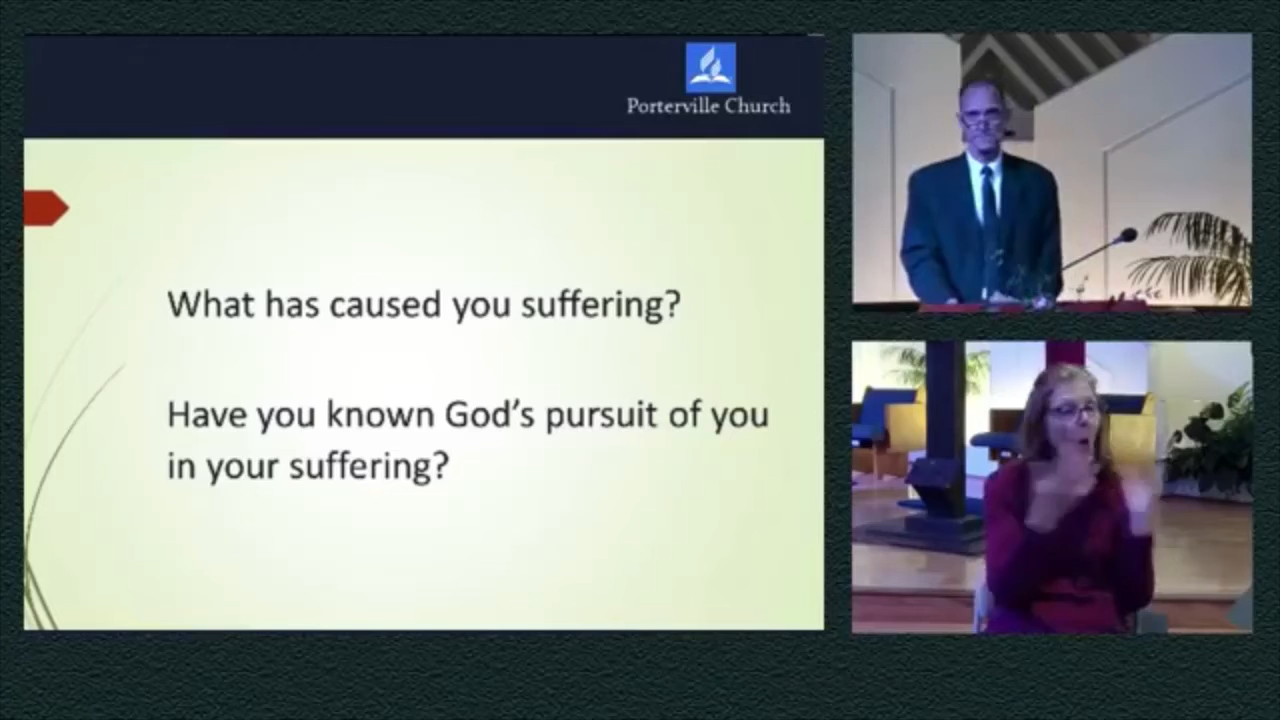 Porterville Church
What has caused you suffering?
Have you known God's pursuit of you
in your suffering?